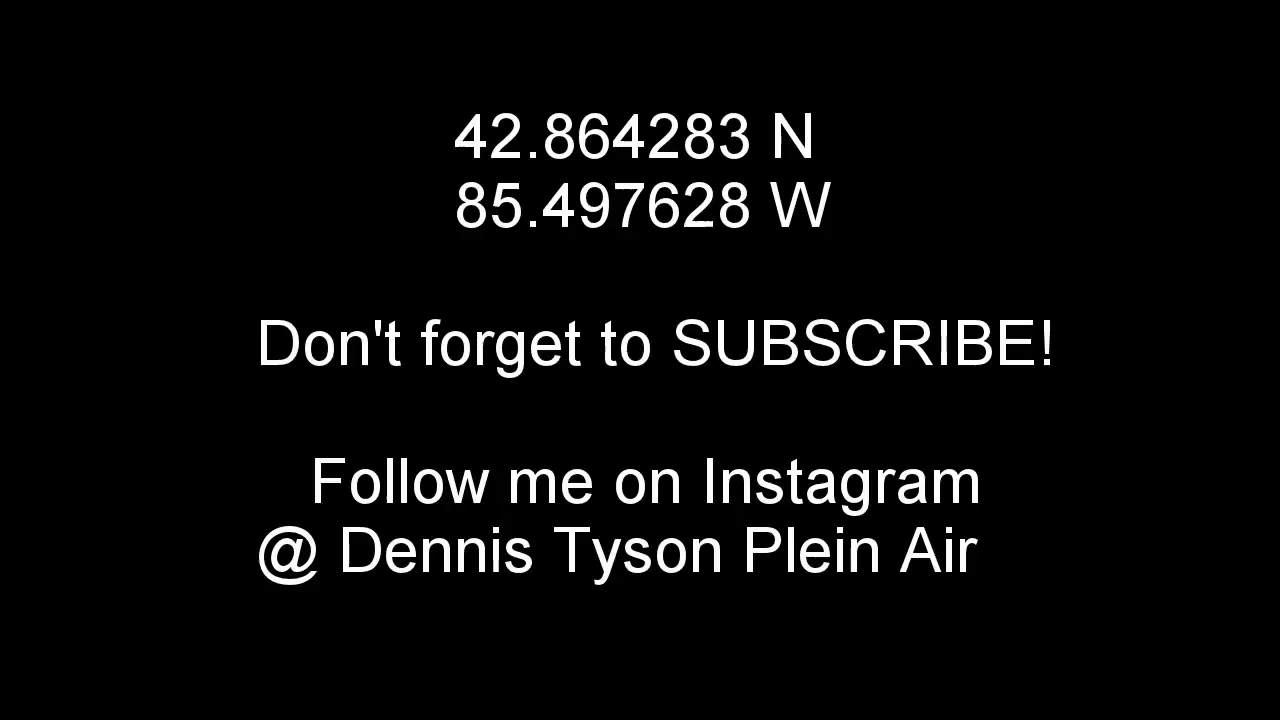 42.864283 N
85.497628 W
Don't forget to SUBSCRIBE!
Follow me on Instagram
@ Dennis Tyson Plein Air